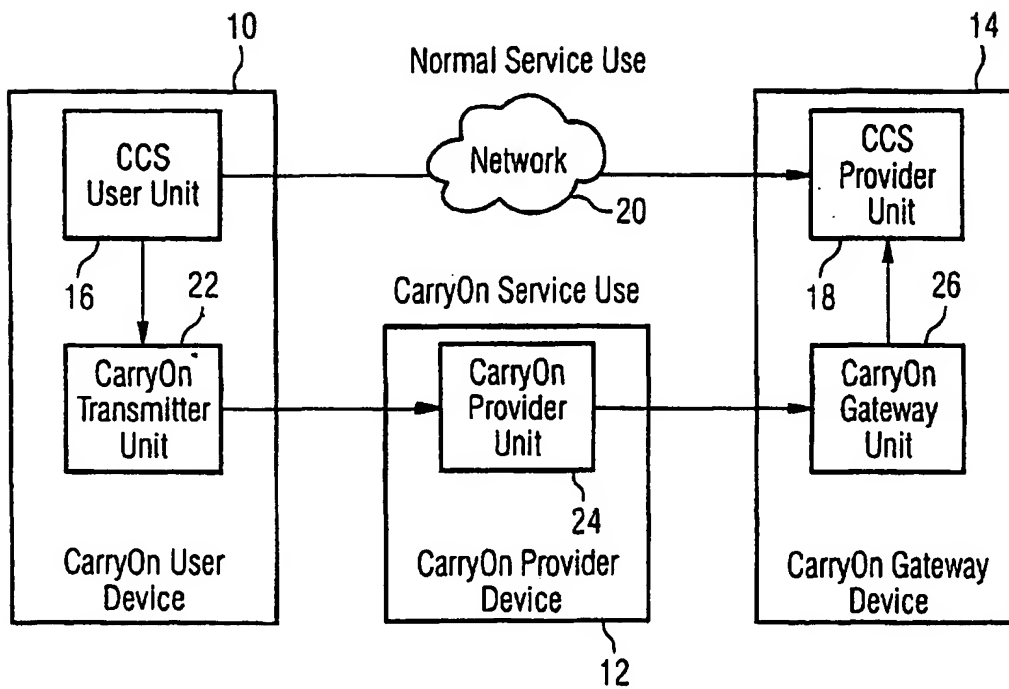 10
14
Normal Service Use
CCS
User Unit
Network
CCS
Provider
Unit
20
16
22
18
26
CarryOn Service Use
CarryOn
Transmitter
Unit
CarryOn
Provider
Unit
CarryOn
Gateway
Unit
24
CarryOn User
Device
CarryOn Provider
Device
CarryOn Gateway
Device
12